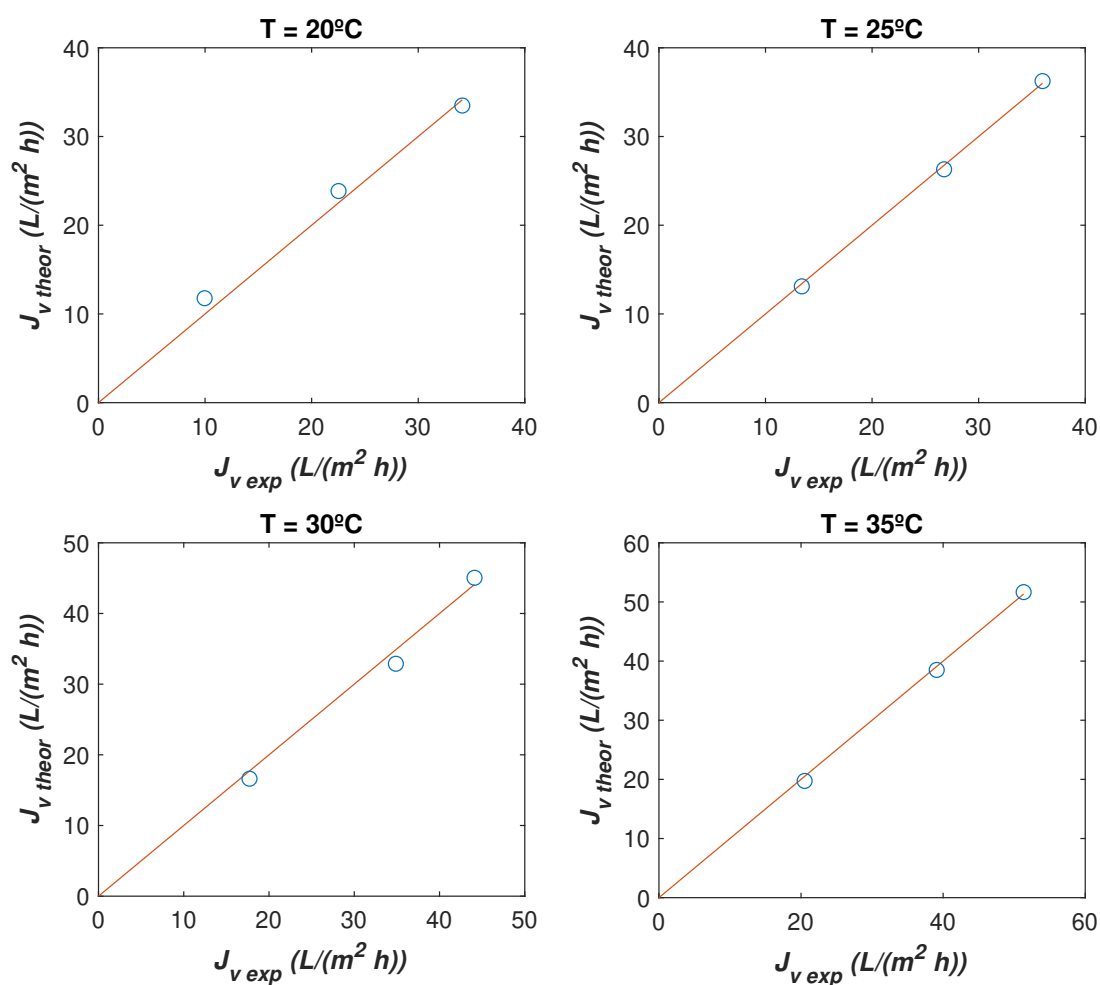 T = 20ºC
40
30
20
10
0
J_v theor (L/(m² h))
0 10 20 30 40
J_v exp (L/(m² h))
T = 25ºC
40
30
20
10
0
J_v theor (L/(m² h))
0 10 20 30 40
J_v exp (L/(m² h))
T = 30ºC
50
40
30
20
10
0
J_v theor (L/(m² h))
0 10 20 30 40 50
J_v exp (L/(m² h))
T = 35ºC
60
50
40
30
20
10
0
J_v theor (L/(m² h))
0 20 40 60
J_v exp (L/(m² h))